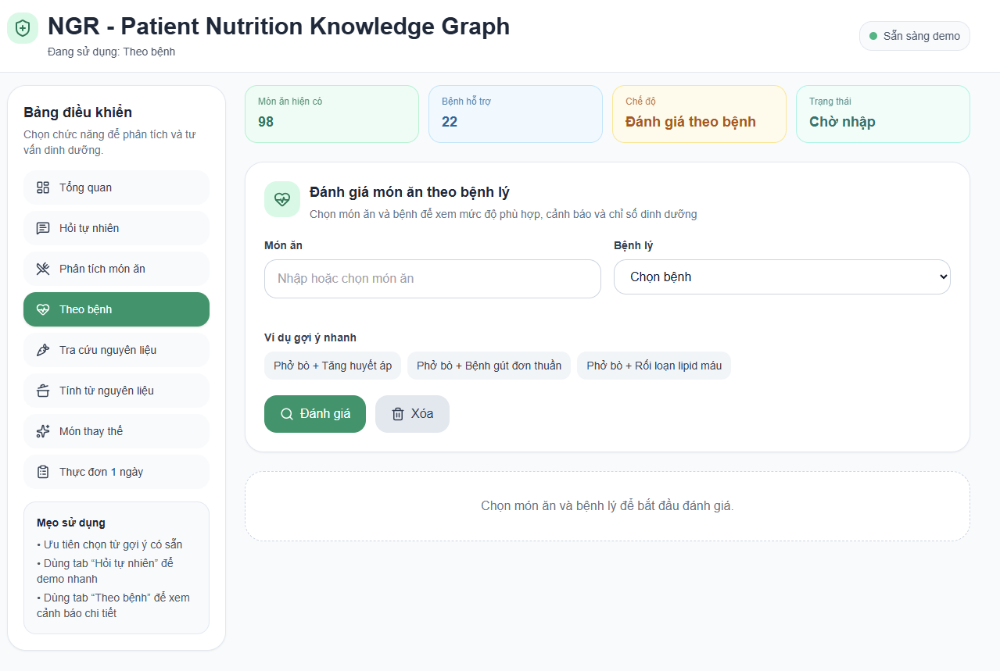 NGR - Patient Nutrition Knowledge Graph
Đang sử dụng: Theo bệnh
Sẵn sàng demo
Bảng điều khiển
Chọn chức năng để phân tích và tư
vấn dinh dưỡng.
Tổng quan
Hỏi tự nhiên
Phân tích món ăn
Theo bệnh
Tra cứu nguyên liệu
Tính từ nguyên liệu
Món thay thế
Thực đơn 1 ngày
Mẹo sử dụng
• Ưu tiên chọn từ gợi ý có sẵn
• Dùng tab “Hỏi tự nhiên” để
demo nhanh
• Dùng tab “Theo bệnh” để xem
cảnh báo chi tiết
Món ăn hiện có
98
Bệnh hỗ trợ
22
Chế độ
Đánh giá theo bệnh
Trạng thái
Chờ nhập
Đánh giá món ăn theo bệnh lý
Chọn món ăn và bệnh để xem mức độ phù hợp, cảnh báo và chỉ số dinh dưỡng
Món ăn
Nhập hoặc chọn món ăn
Bệnh lý
Chọn bệnh
Ví dụ gợi ý nhanh
Phở bò + Tăng huyết áp
Phở bò + Bệnh gút đơn thuần
Phở bò + Rối loạn lipid máu
Đánh giá
Xóa
Chọn món ăn và bệnh lý để bắt đầu đánh giá.